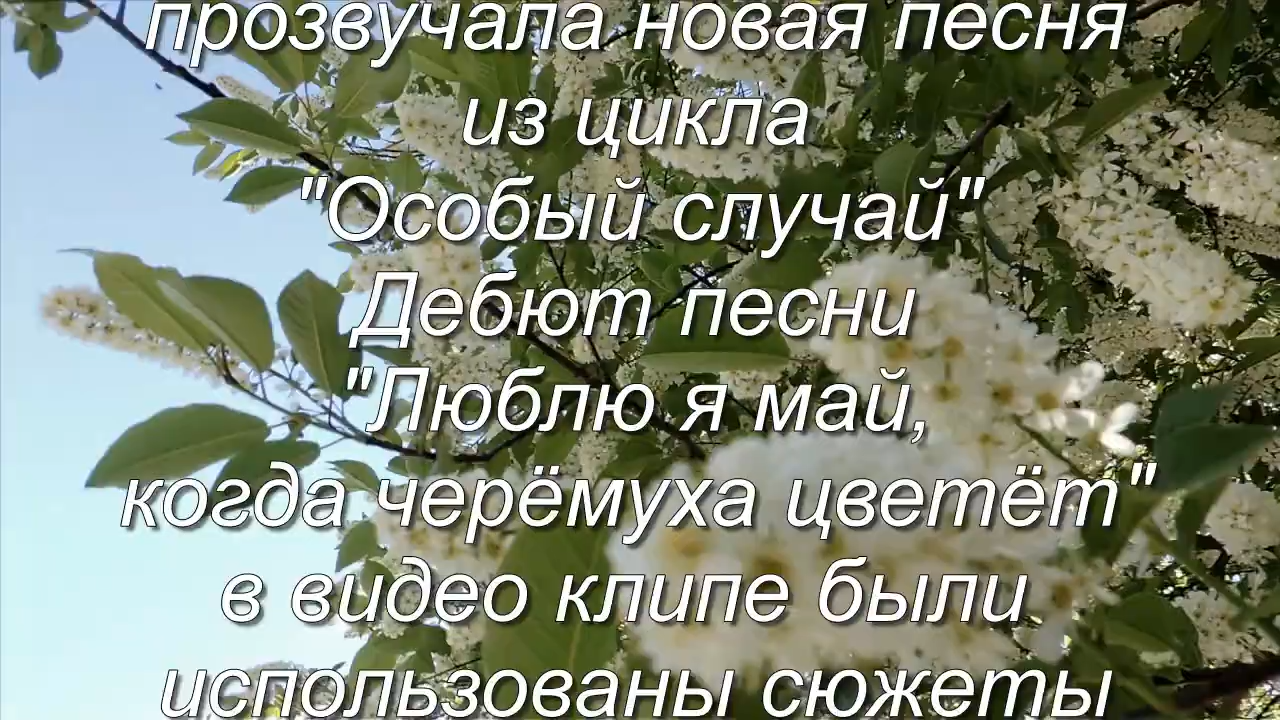 прозвучала новая песня
из цикла
"Особый случай"
Дебют песни
"Люблю я май,
когда черёмуха цветёт"
в видео клипе были
использованы сюжеты